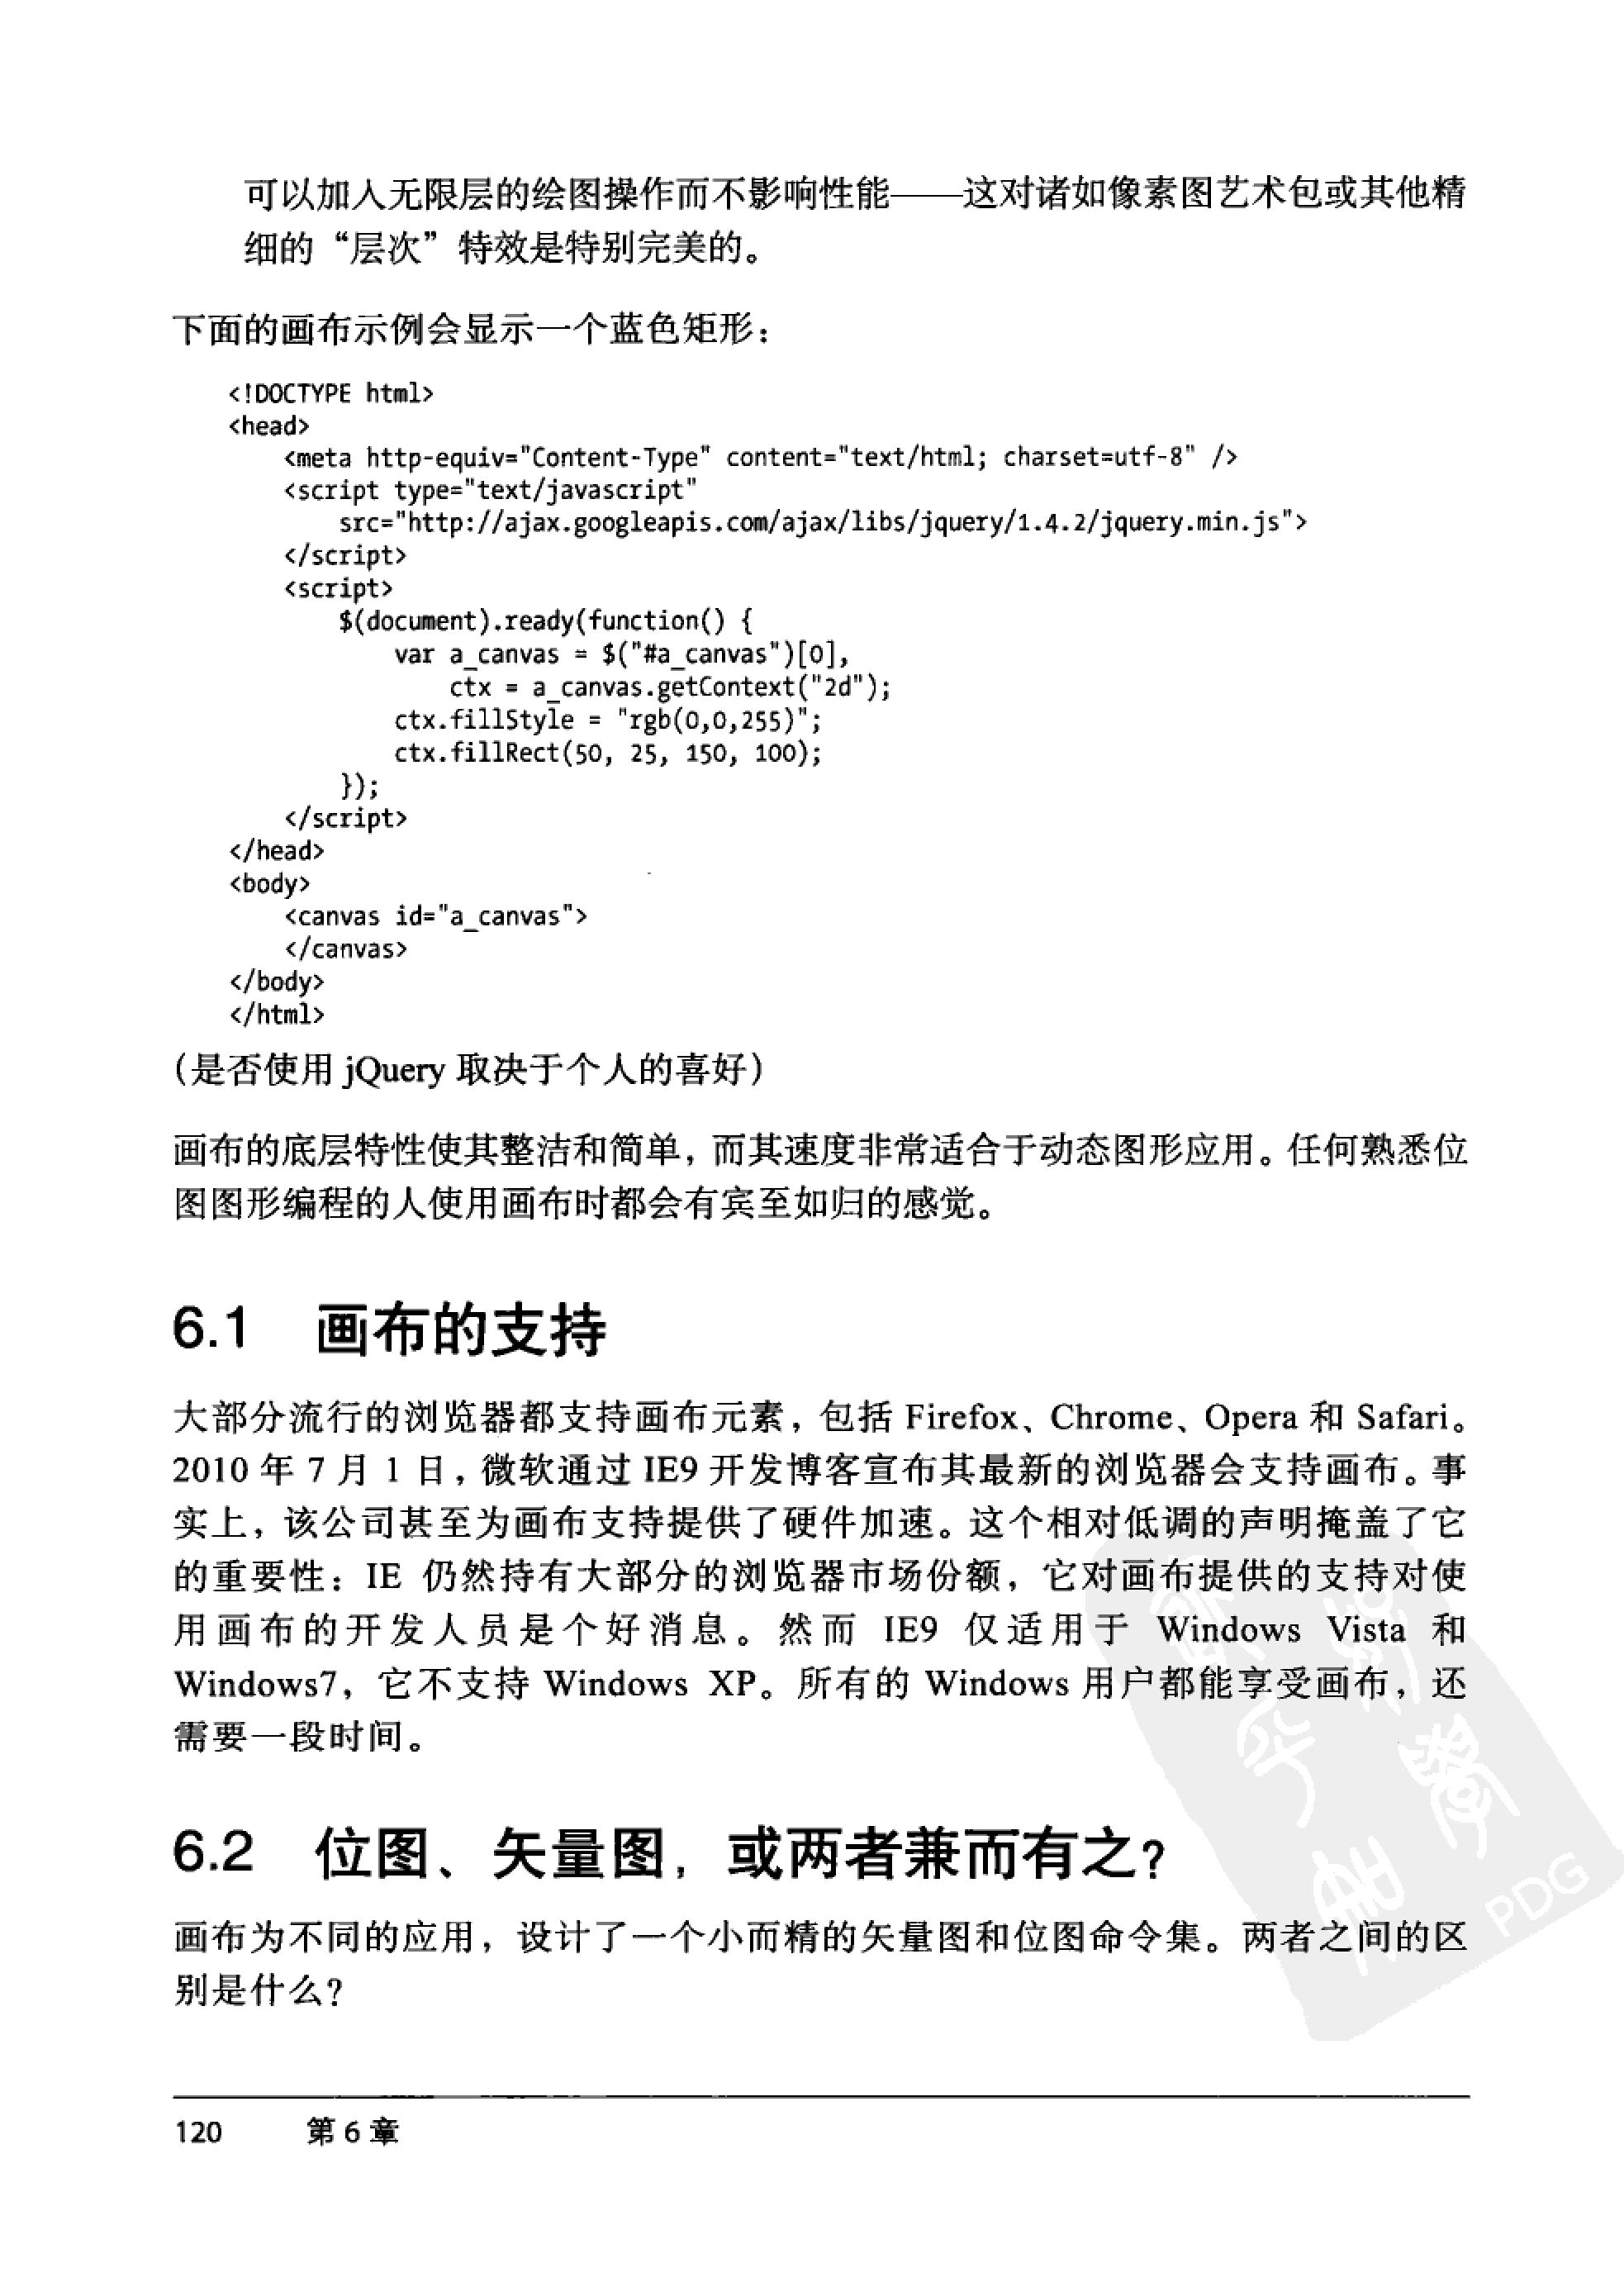 可以加入无限层的绘图操作而不影响性能——这对诸如像素图艺术包或其他精
细的“层次”特效是特别完美的。
下面的画布示例会显示一个蓝色矩形：
<!DOCTYPE html>
<head>
    <meta http-equiv="Content-Type" content="text/html; charset=utf-8" />
    <script type="text/javascript"
        src="http://ajax.googleapis.com/ajax/libs/jquery/1.4.2/jquery.min.js">
    </script>
    <script>
        $(document).ready(function() {
            var a_canvas = $("#a_canvas")[0],
                ctx = a_canvas.getContext("2d");
            ctx.fillStyle = "rgb(0,0,255)";
            ctx.fillRect(50, 25, 150, 100);
        });
    </script>
</head>
<body>
    <canvas id="a_canvas">
    </canvas>
</body>
</html>
（是否使用 jQuery 取决于个人的喜好）
画布的底层特性使其整洁和简单，而其速度非常适合于动态图形应用。任何熟悉位
图图形编程的人使用画布时都会有宾至如归的感觉。
6.1 画布的支持
大部分流行的浏览器都支持画布元素，包括 Firefox、Chrome、Opera 和 Safari。
2010 年 7 月 1 日，微软通过 IE9 开发博客宣布其最新的浏览器会支持画布。事
实上，该公司甚至为画布支持提供了硬件加速。这个相对低调的声明掩盖了它
的重要性：IE 仍然持有大部分的浏览器市场份额，它对画布提供的支持对使
用画布的开发人员是个好消息。然而 IE9 仅适用于 Windows Vista 和
Windows7，它不支持 Windows XP。所有的 Windows 用户都能享受画布，还
需要一段时间。
6.2 位图、矢量图，或两者兼而有之？
画布为不同的应用，设计了一个小而精的矢量图和位图命令集。两者之间的区
别是什么？
PDG
120 第 6 章